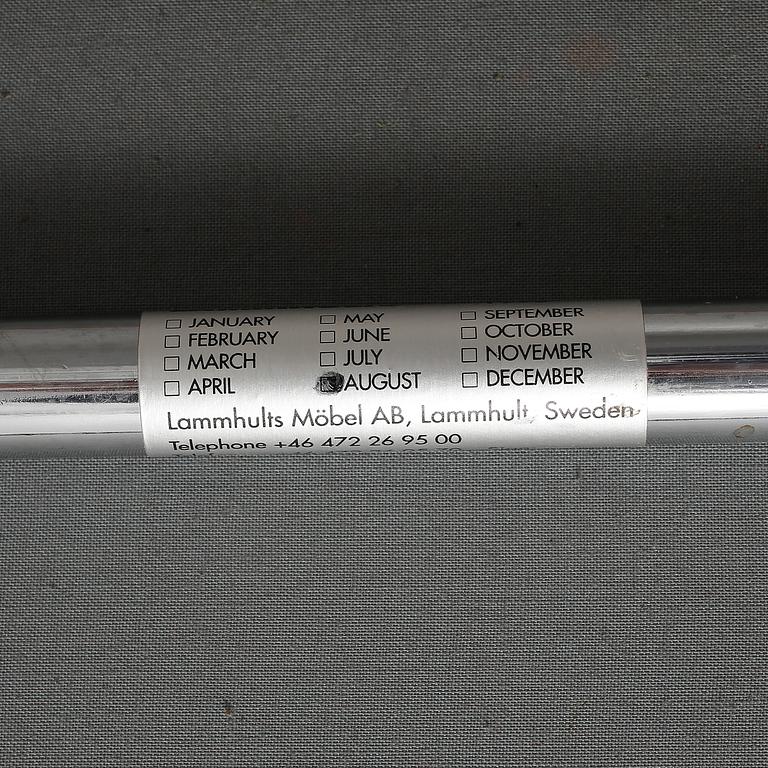 ☐ JANUARY ☐ MAY ☐ SEPTEMBER
☐ FEBRUARY ☐ JUNE ☐ OCTOBER
☐ MARCH ☐ JULY ☐ NOVEMBER
☐ APRIL ☒ AUGUST ☐ DECEMBER
Lammhults Möbel AB, Lammhult, Sweden
Telephone +46 472 26 95 00